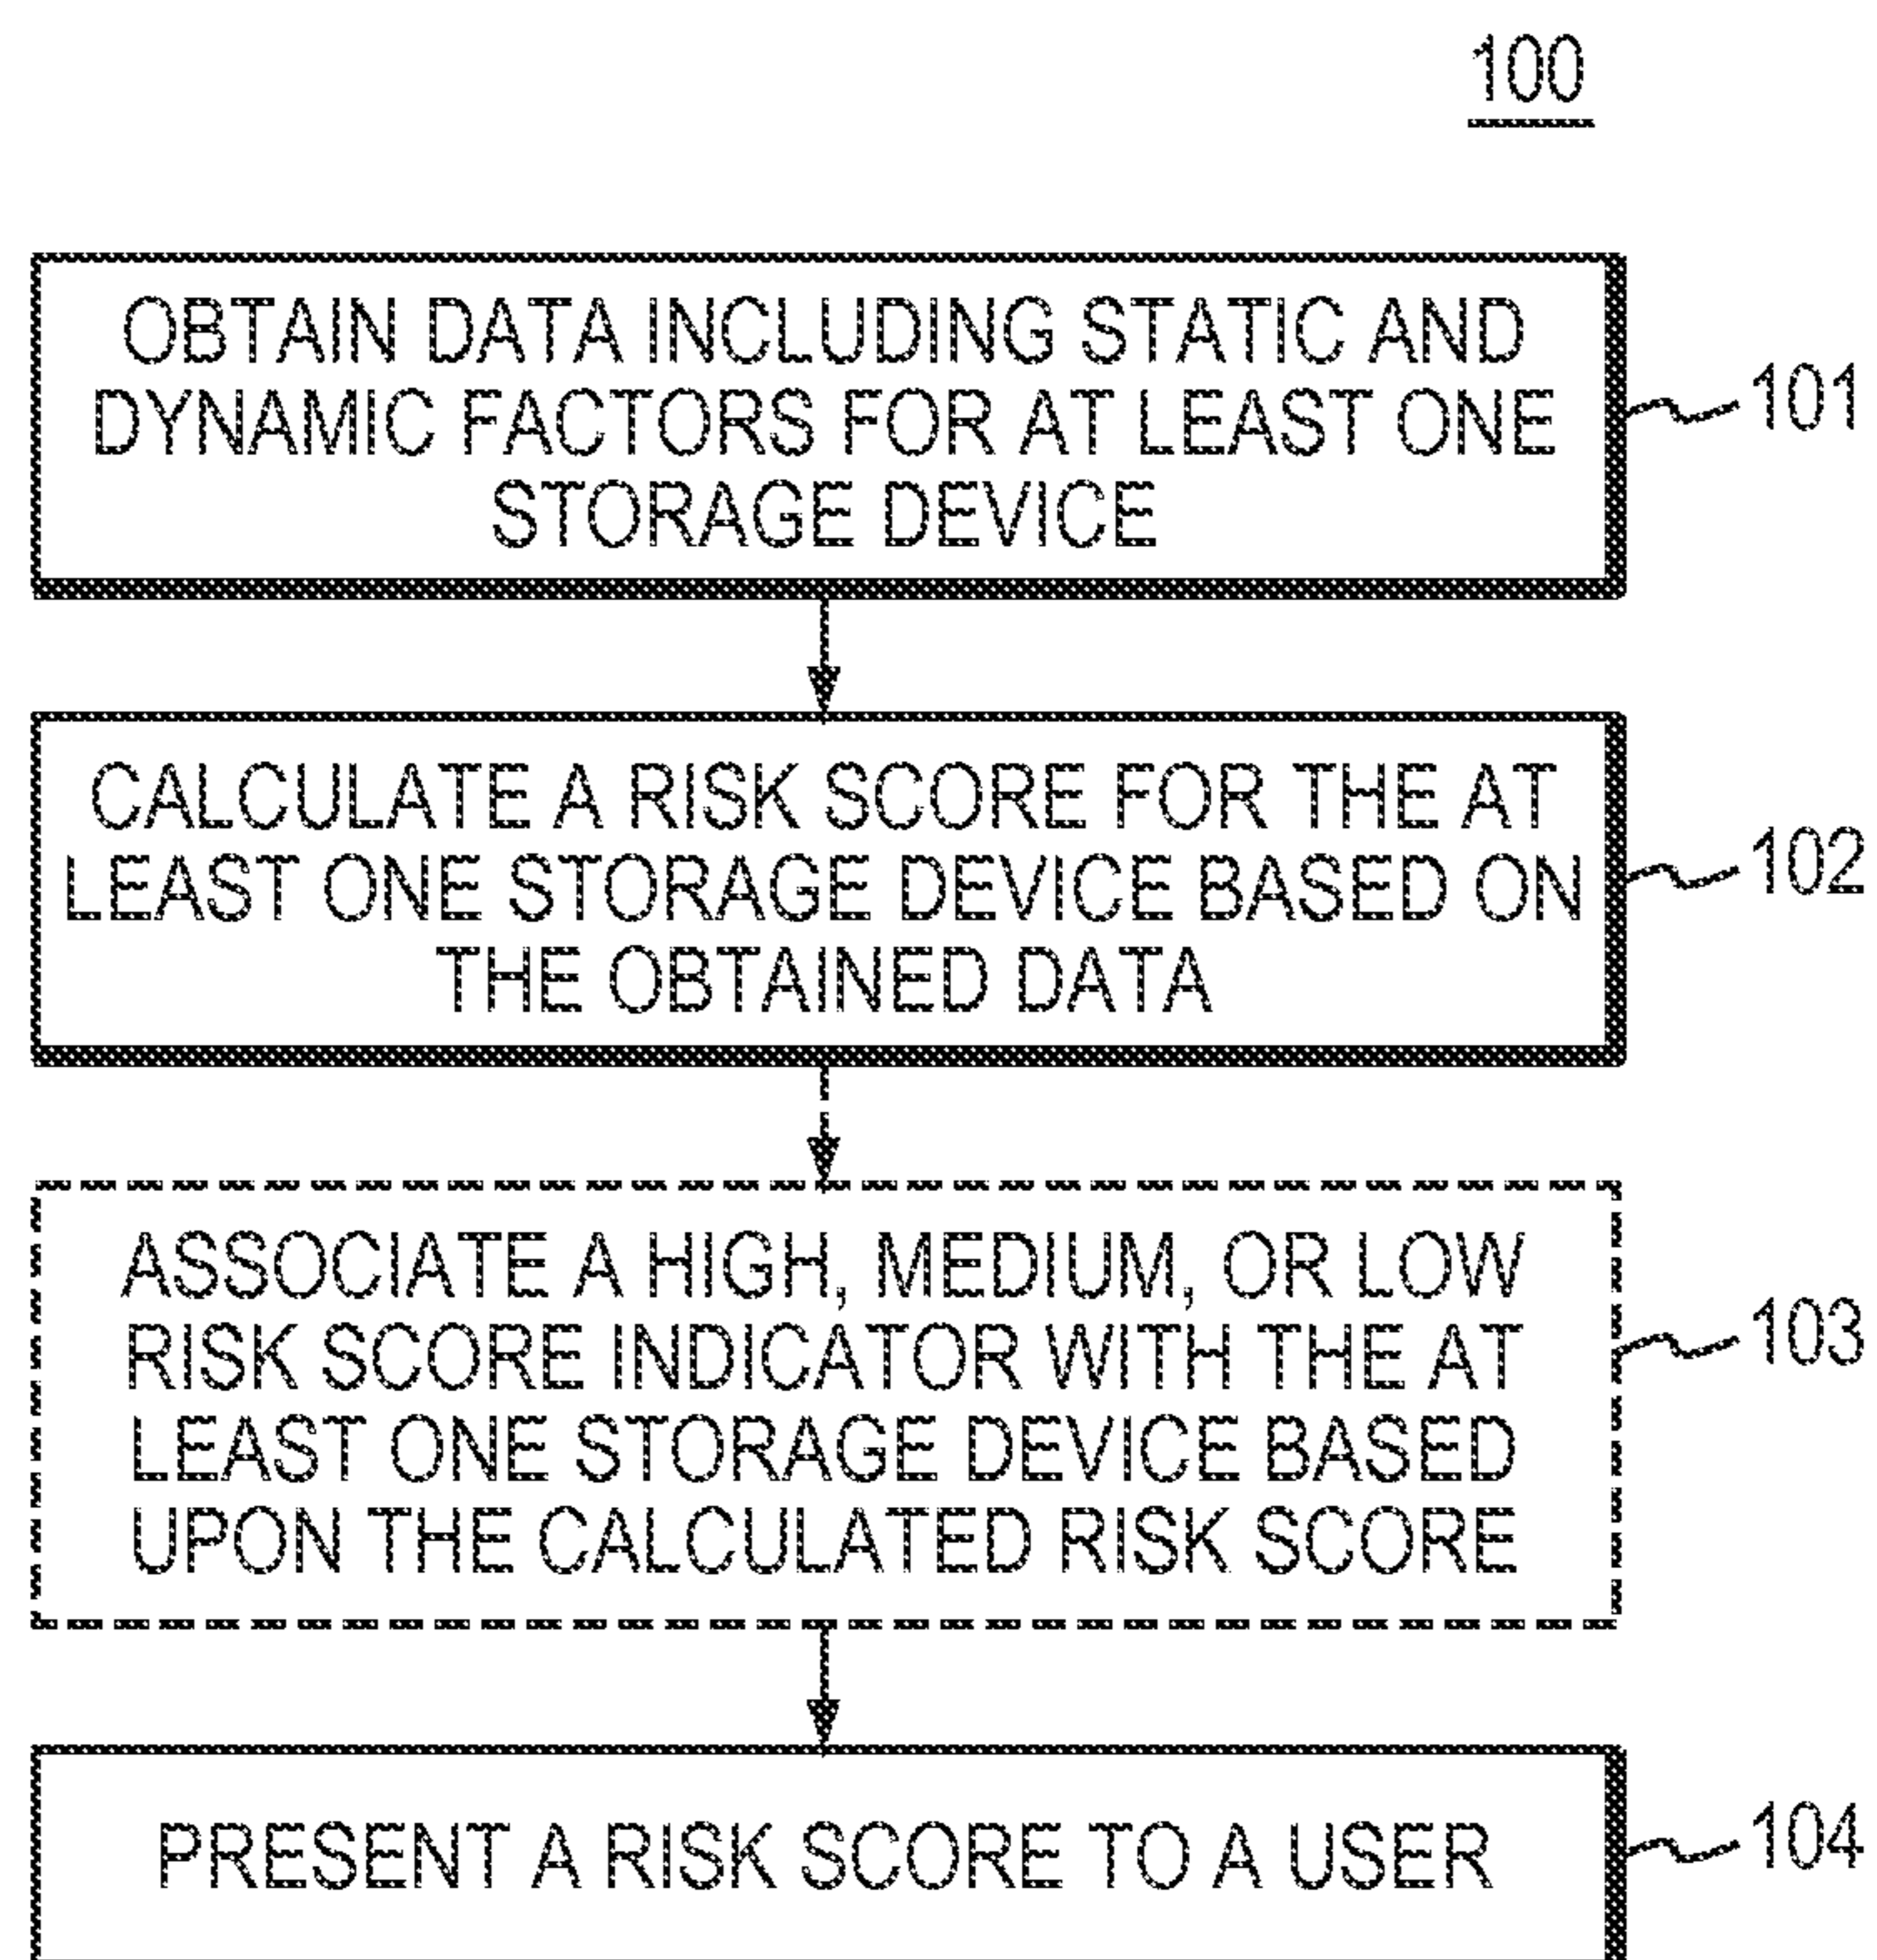 100
OBTAIN DATA INCLUDING STATIC AND
DYNAMIC FACTORS FOR AT LEAST ONE
STORAGE DEVICE
101
CALCULATE A RISK SCORE FOR THE AT
LEAST ONE STORAGE DEVICE BASED ON
THE OBTAINED DATA
102
ASSOCIATE A HIGH, MEDIUM, OR LOW
RISK SCORE INDICATOR WITH THE AT
LEAST ONE STORAGE DEVICE BASED
UPON THE CALCULATED RISK SCORE
103
PRESENT A RISK SCORE TO A USER
104